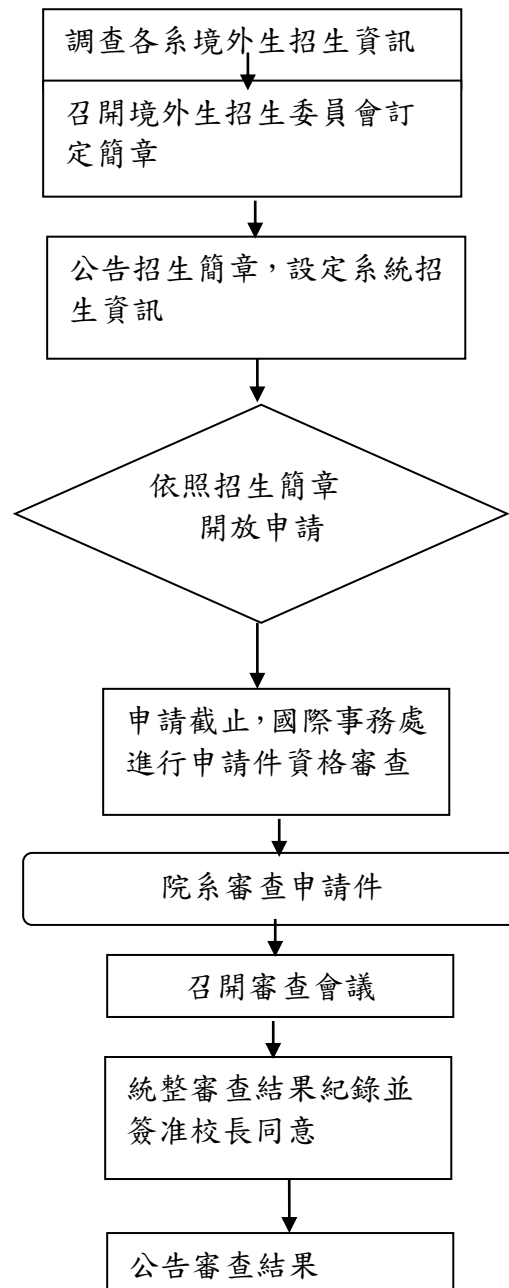 調查各系境外生招生資訊
召開境外生招生委員會訂
定簡章
公告招生簡章，設定系統招
生資訊
依照招生簡章
開放申請
申請截止，國際事務處
進行申請件資格審查
院系審查申請件
召開審查會議
統整審查結果紀錄並
簽准校長同意
公告審查結果